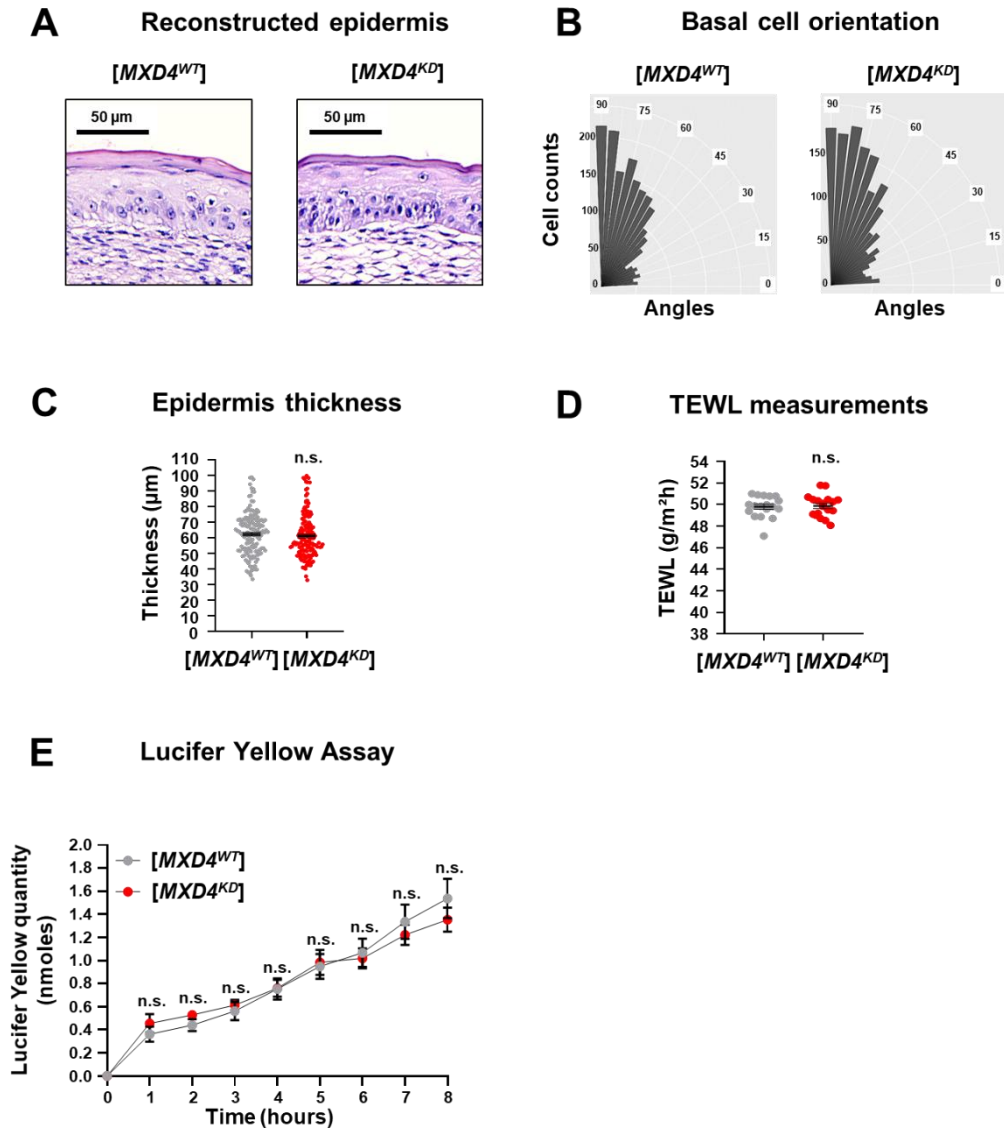 A Reconstructed epidermis
[MXD4WT] [MXD4KD]
50 µm 50 µm
B Basal cell orientation
[MXD4WT] [MXD4KD]
Cell counts
90 75 60 45 30 15 0
200
150
100
50
0
90 75 60 45 30 15 0
150
100
50
0
Angles Angles
C Epidermis thickness
n.s.
Thickness (µm)
110
100
90
80
70
60
50
40
30
20
10
0
[MXD4WT] [MXD4KD]
D TEWL measurements
n.s.
TEWL (g/m²h)
54
52
50
48
46
44
42
40
38
[MXD4WT] [MXD4KD]
E Lucifer Yellow Assay
Lucifer Yellow quantity
(nmoles)
2.0
1.8
1.6
1.4
1.2
1.0
0.8
0.6
0.4
0.2
0.0
[MXD4WT]
[MXD4KD]
n.s. n.s. n.s. n.s. n.s. n.s. n.s. n.s.
0 1 2 3 4 5 6 7 8
Time (hours)